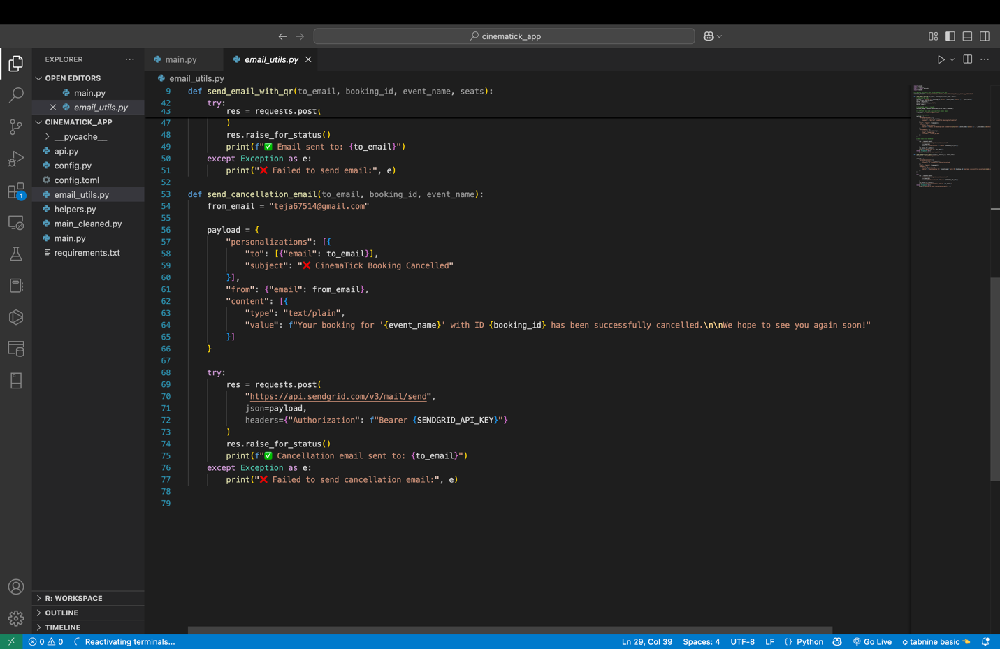 cinematick_app
EXPLORER
main.py
email_utils.py
OPEN EDITORS
main.py
email_utils.py
CINEMATICK_APP
__pycache__
api.py
config.py
config.toml
email_utils.py
helpers.py
main_cleaned.py
main.py
requirements.txt
R: WORKSPACE
OUTLINE
TIMELINE
1
email_utils.py
9 def send_email_with_qr(to_email, booking_id, event_name, seats):
42 try:
43 res = requests.post(
47 )
48 res.raise_for_status()
49 print(f"✅ Email sent to: {to_email}")
50 except Exception as e:
51 print("❌ Failed to send email:", e)
52
53 def send_cancellation_email(to_email, booking_id, event_name):
54 from_email = "teja67514@gmail.com"
55
56 payload = {
57 "personalizations": [{
58 "to": [{"email": to_email}],
59 "subject": "❌ CinemaTick Booking Cancelled"
60 }],
61 "from": {"email": from_email},
62 "content": [{
63 "type": "text/plain",
64 "value": f"Your booking for '{event_name}' with ID {booking_id} has been successfully cancelled.\n\nWe hope to see you again soon!"
65 }]
66 }
67
68 try:
69 res = requests.post(
70 "https://api.sendgrid.com/v3/mail/send",
71 json=payload,
72 headers={"Authorization": f"Bearer {SENDGRID_API_KEY}"}
73 )
74 res.raise_for_status()
75 print(f"✅ Cancellation email sent to: {to_email}")
76 except Exception as e:
77 print("❌ Failed to send cancellation email:", e)
78
79
0 0 Reactivating terminals...
Ln 29, Col 39 Spaces: 4 UTF-8 LF {} Python Go Live tabnine basic